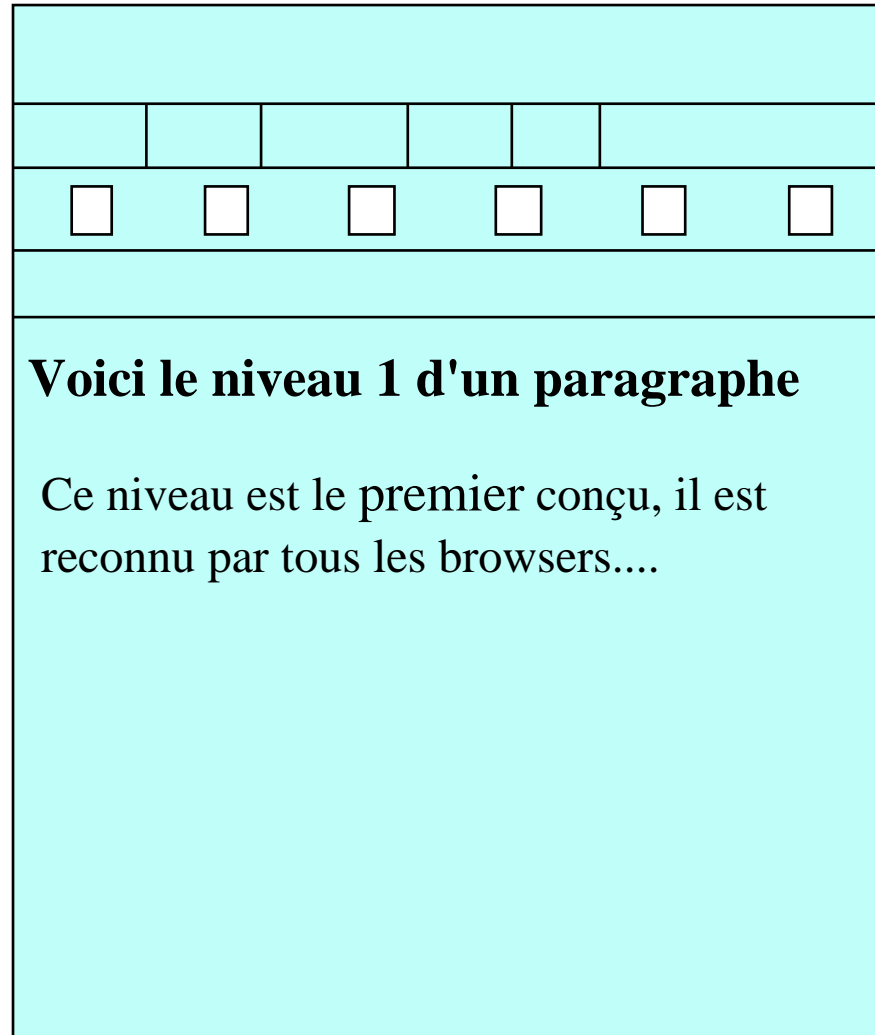 Voici le niveau 1 d'un paragraphe
Ce niveau est le premier conçu, il est
reconnu par tous les browsers....